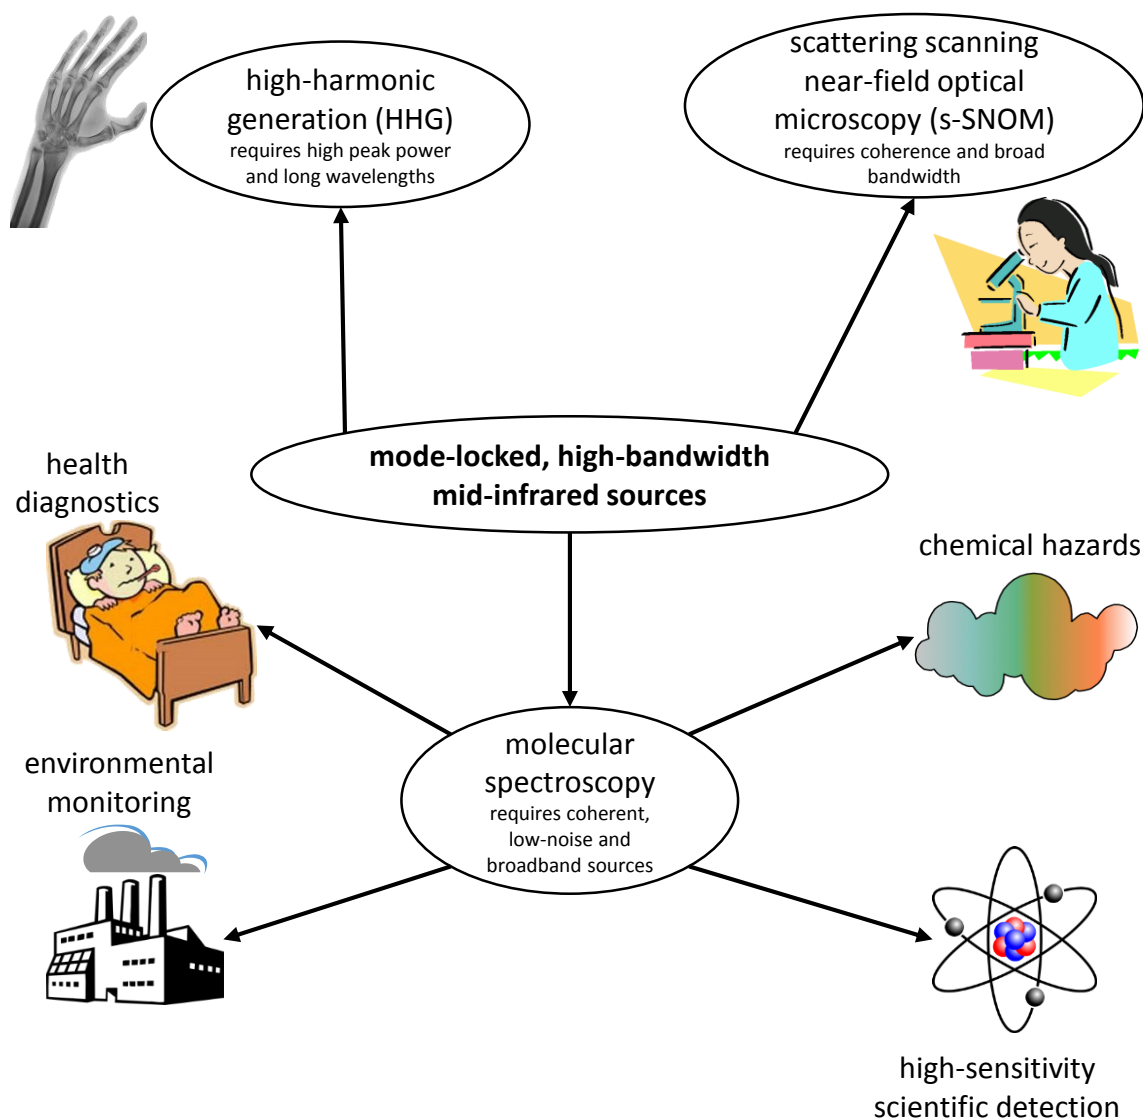 high-harmonic
generation (HHG)
requires high peak power
and long wavelengths
scattering scanning
near-field optical
microscopy (s-SNOM)
requires coherence and broad
bandwidth
mode-locked, high-bandwidth
mid-infrared sources
health
diagnostics
chemical hazards
molecular
spectroscopy
requires coherent,
low-noise and
broadband sources
environmental
monitoring
high-sensitivity
scientific detection